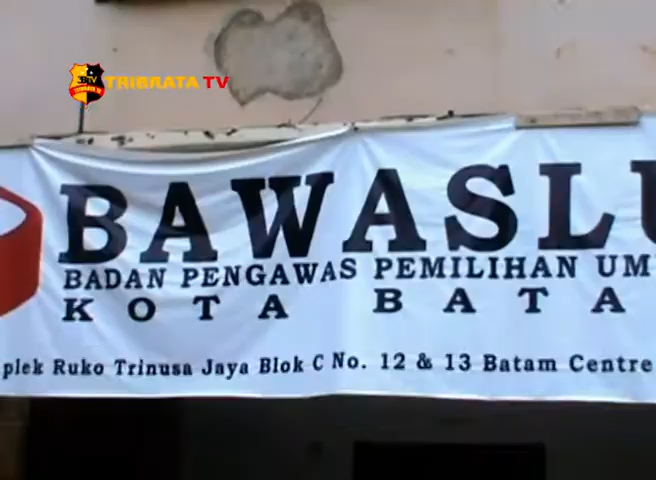 TRIBRATA TV
BAWASLU
BADAN PENGAWAS PEMILIHAN UM
KOTA BATA
plek Ruko Trinusa Jaya Blok C No. 12 & 13 Batam Centre